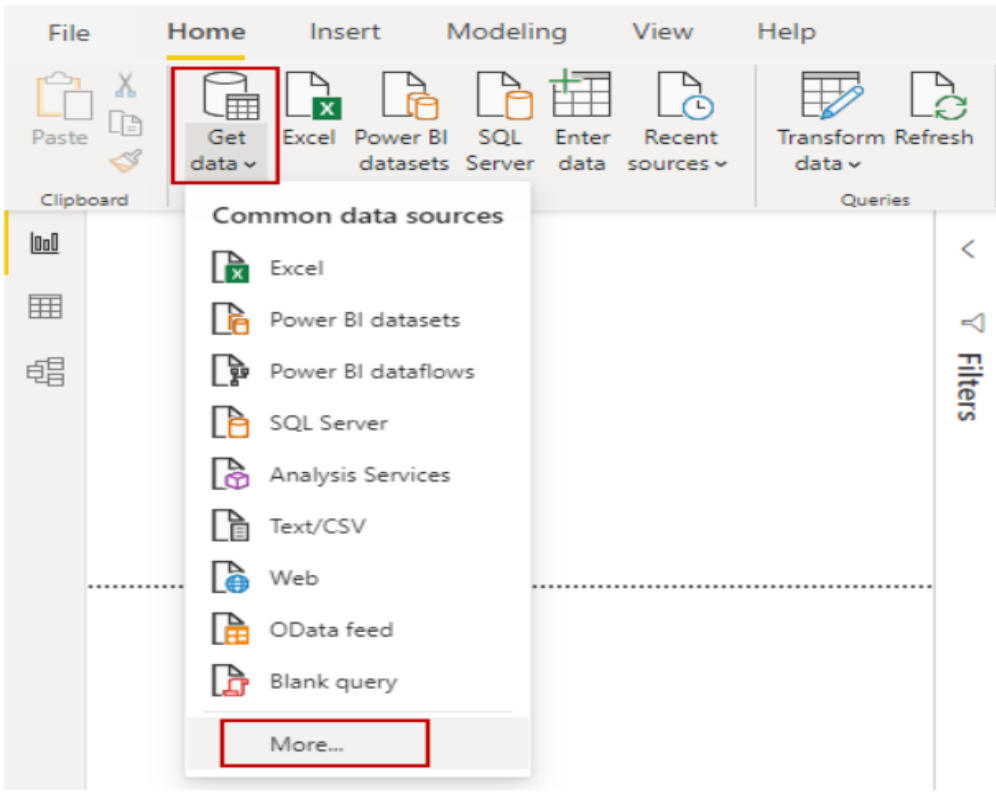 File Home Insert Modeling View Help
Paste Get data Excel Power BI datasets SQL Server Enter data Recent sources Transform data Refresh
Clipboard Queries
Common data sources
Excel
Power BI datasets
Power BI dataflows
SQL Server
Analysis Services
Text/CSV
Web
OData feed
Blank query
More...
Filters